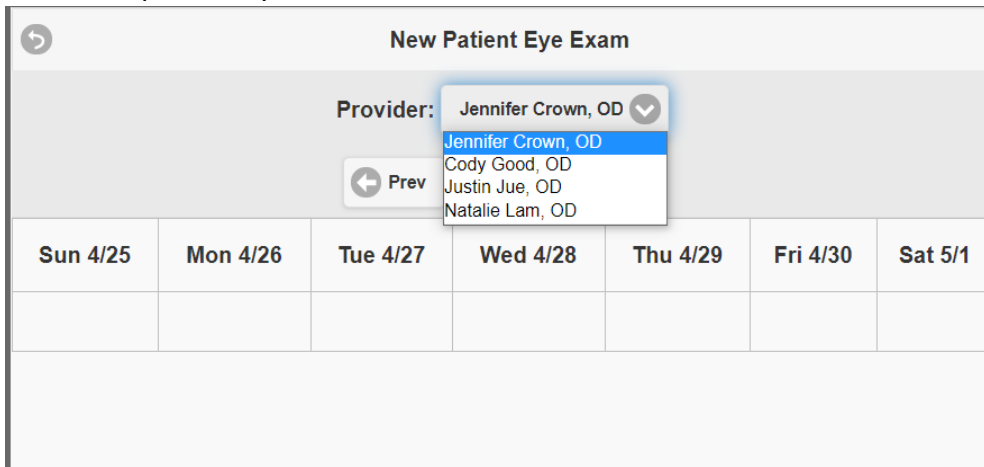 New Patient Eye Exam
Provider: Jennifer Crown, OD
Jennifer Crown, OD
Cody Good, OD
Justin Jue, OD
Natalie Lam, OD
Prev
Sun 4/25 Mon 4/26 Tue 4/27 Wed 4/28 Thu 4/29 Fri 4/30 Sat 5/1